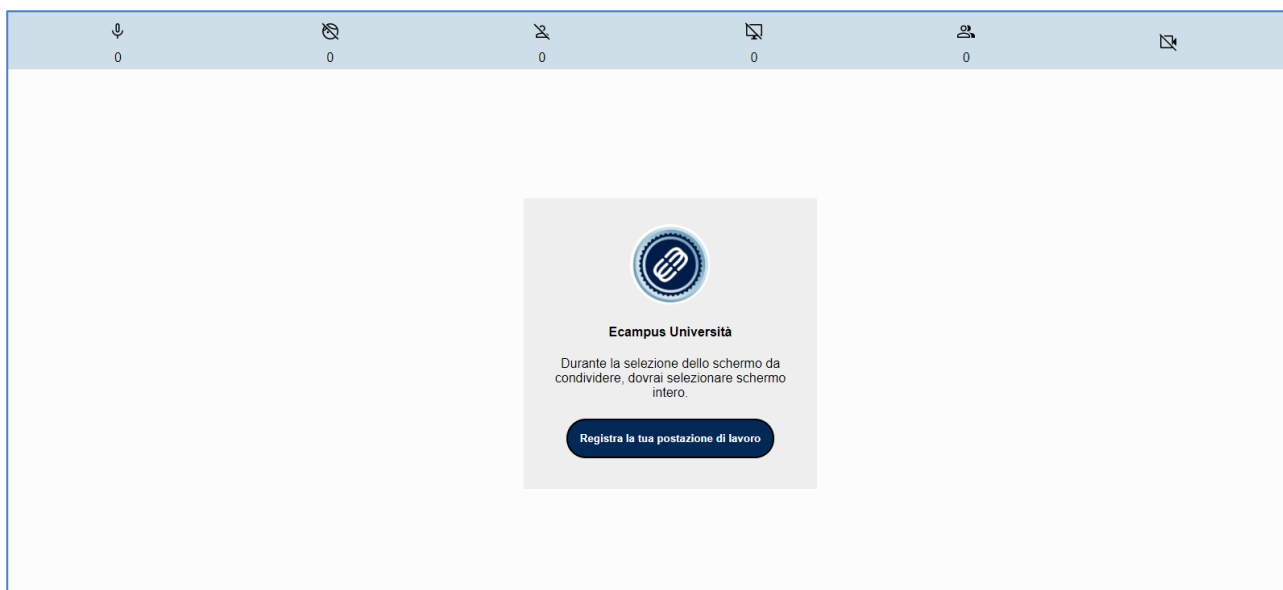 0 0 0 0 0
Ecampus Università
Durante la selezione dello schermo da
condividere, dovrai selezionare schermo
intero.
Registra la tua postazione di lavoro